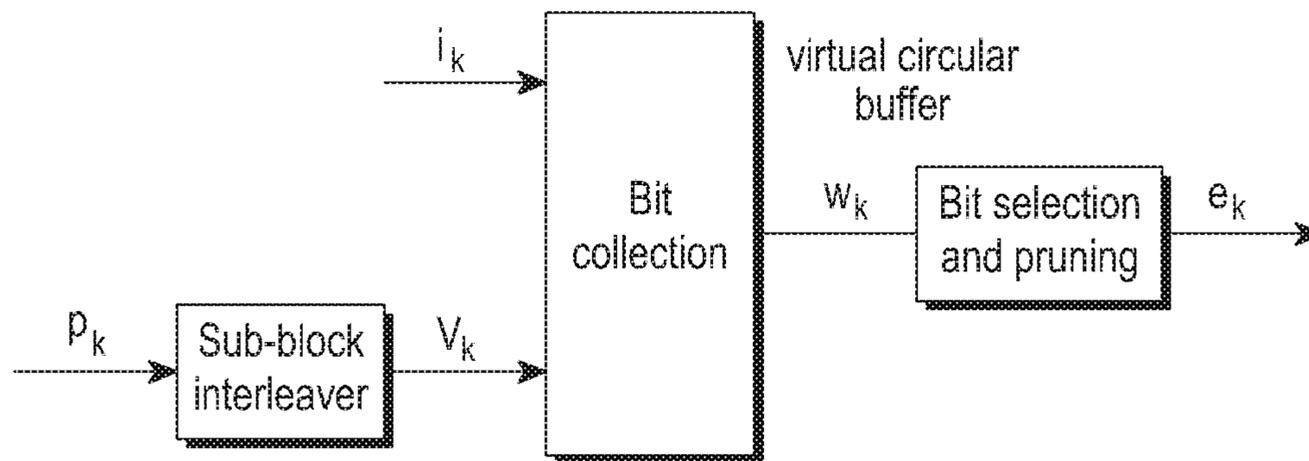 i_k
virtual circular
buffer
Bit
collection
w_k
Bit selection
and pruning
e_k
p_k
Sub-block
interleaver
V_k